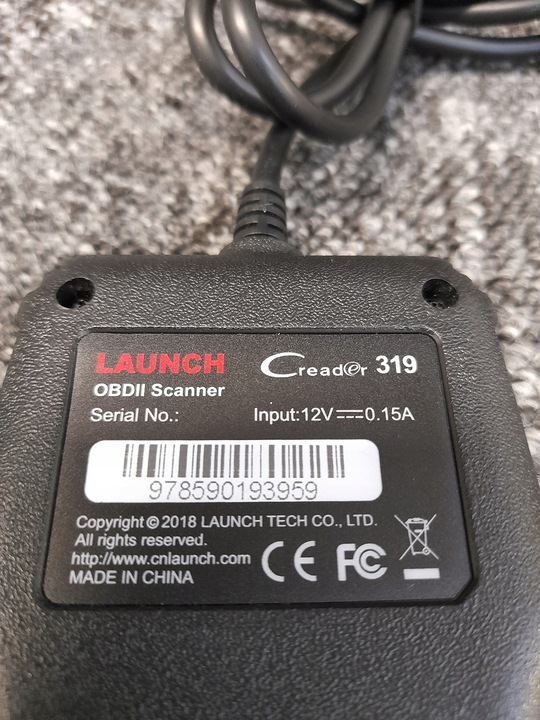 LAUNCH Creader 319
OBDII Scanner
Serial No.: Input:12V⎓0.15A
978590193959
Copyright © 2018 LAUNCH TECH CO., LTD.
All rights reserved.
http://www.cnlaunch.com
MADE IN CHINA
CE FC